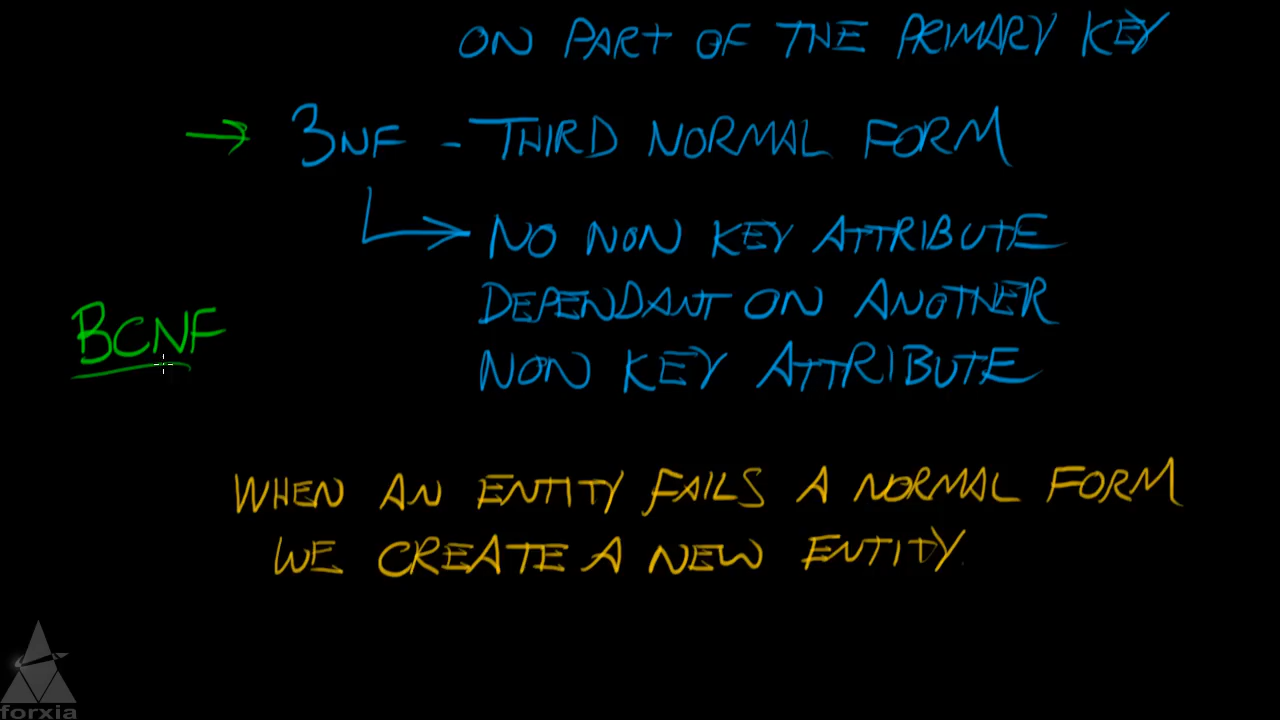 ON PART OF THE PRIMARY KEY
3NF - THIRD NORMAL FORM
NO NON KEY ATTRIBUTE
DEPENDANT ON ANOTHER
NON KEY ATTRIBUTE
BCNF
WHEN AN ENTITY FAILS A NORMAL FORM
WE CREATE A NEW ENTITY.
forxia